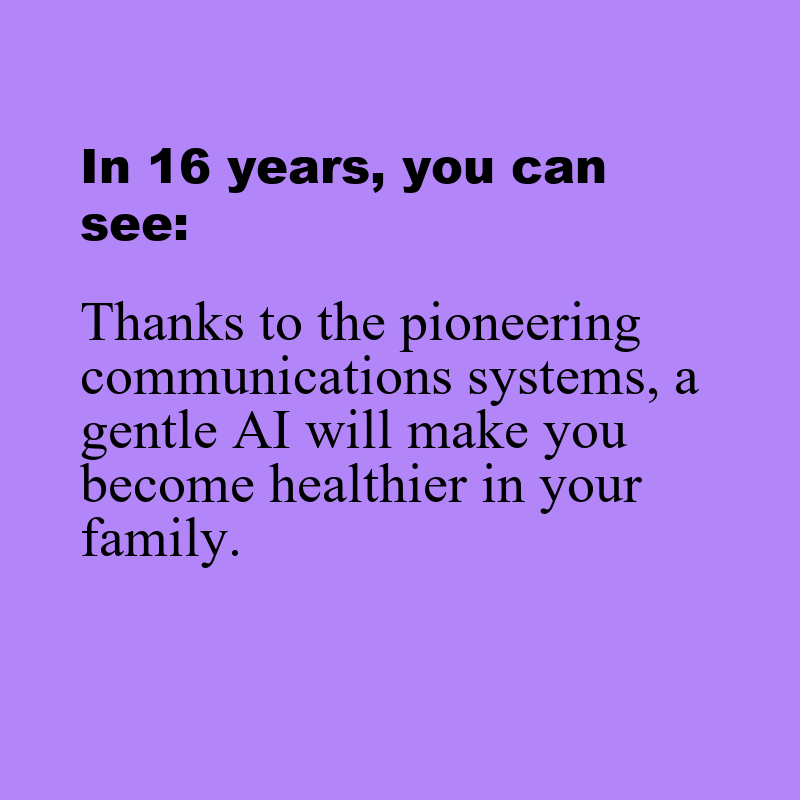 In 16 years, you can
see:
Thanks to the pioneering
communications systems, a
gentle AI will make you
become healthier in your
family.